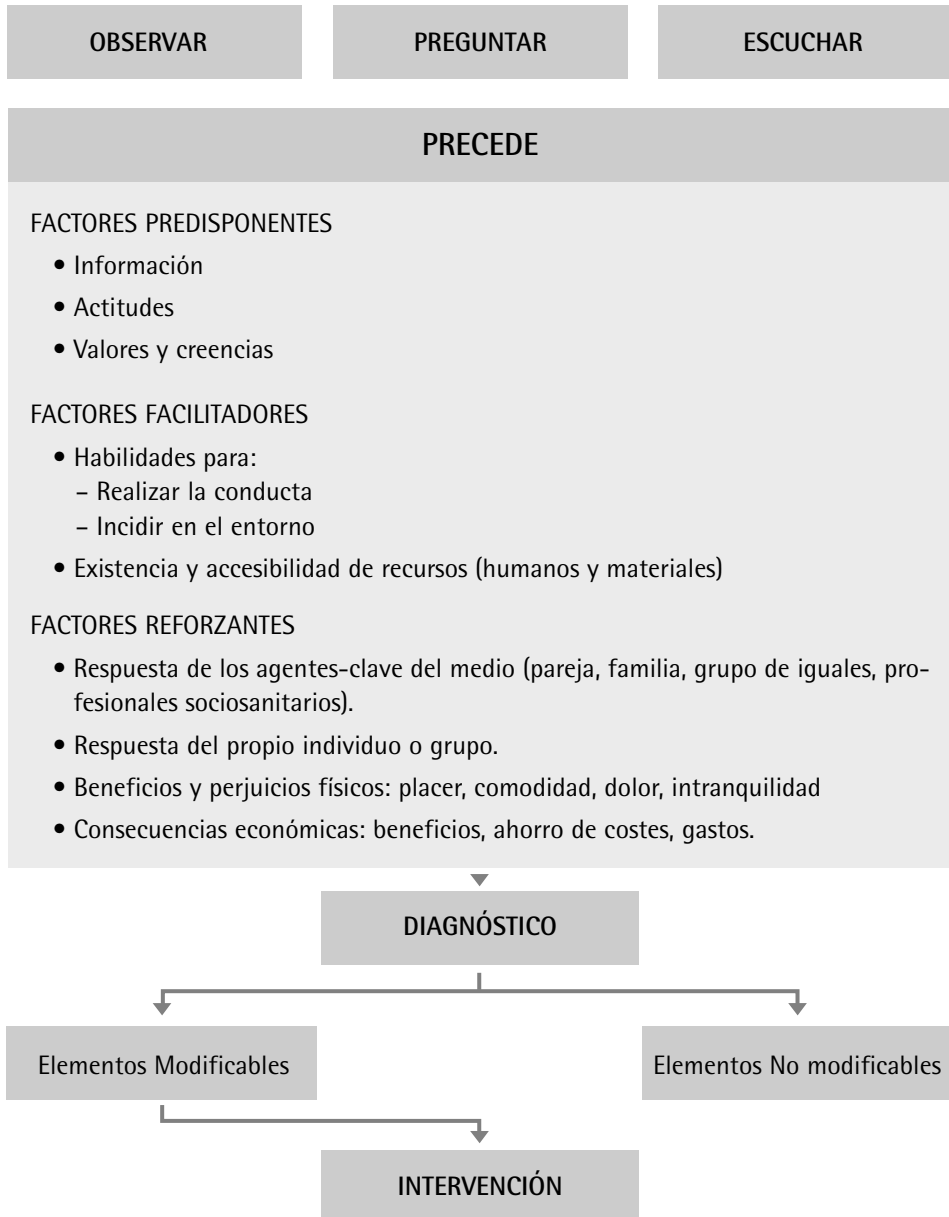 OBSERVAR
PREGUNTAR
ESCUCHAR
PRECEDE
FACTORES PREDISPONENTES
• Información
• Actitudes
• Valores y creencias
FACTORES FACILITADORES
• Habilidades para:
– Realizar la conducta
– Incidir en el entorno
• Existencia y accesibilidad de recursos (humanos y materiales)
FACTORES REFORZANTES
• Respuesta de los agentes-clave del medio (pareja, familia, grupo de iguales, pro-
fesionales sociosanitarios).
• Respuesta del propio individuo o grupo.
• Beneficios y perjuicios físicos: placer, comodidad, dolor, intranquilidad
• Consecuencias económicas: beneficios, ahorro de costes, gastos.
DIAGNÓSTICO
Elementos Modificables
Elementos No modificables
INTERVENCIÓN